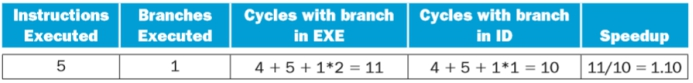 Instructions Executed Branches Executed Cycles with branch in EXE Cycles with branch in ID Speedup
5 1 4 + 5 + 1*2 = 11 4 + 5 + 1*1 = 10 11/10 = 1.10